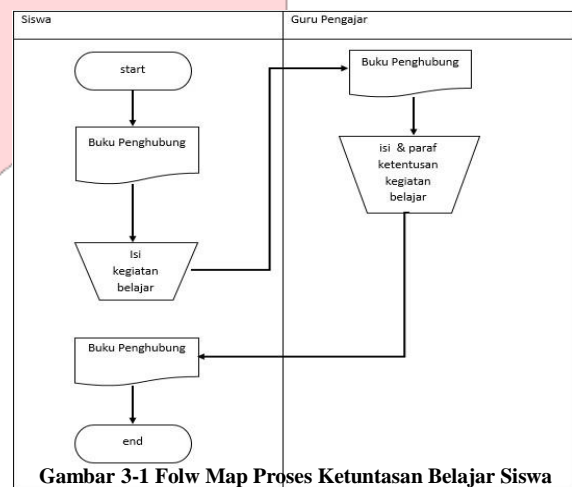 Siswa
Guru Pengajar
start
Buku Penghubung
Isi
kegiatan
belajar
Buku Penghubung
isi & paraf
ketentusan
kegiatan
belajar
Buku Penghubung
end
Gambar 3-1 Folw Map Proses Ketuntasan Belajar Siswa